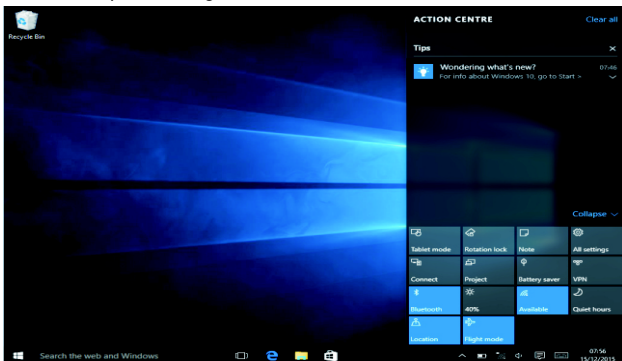 Recycle Bin
ACTION CENTRE
Clear all
Tips
Wondering what's new? 07:46
For info about Windows 10, go to Start >
Collapse
Tablet mode Rotation lock Note All settings
Connect Project Battery saver VPN
Bluetooth 40% Available Quiet hours
Location Flight mode
Search the web and Windows
07:56
15/12/2015